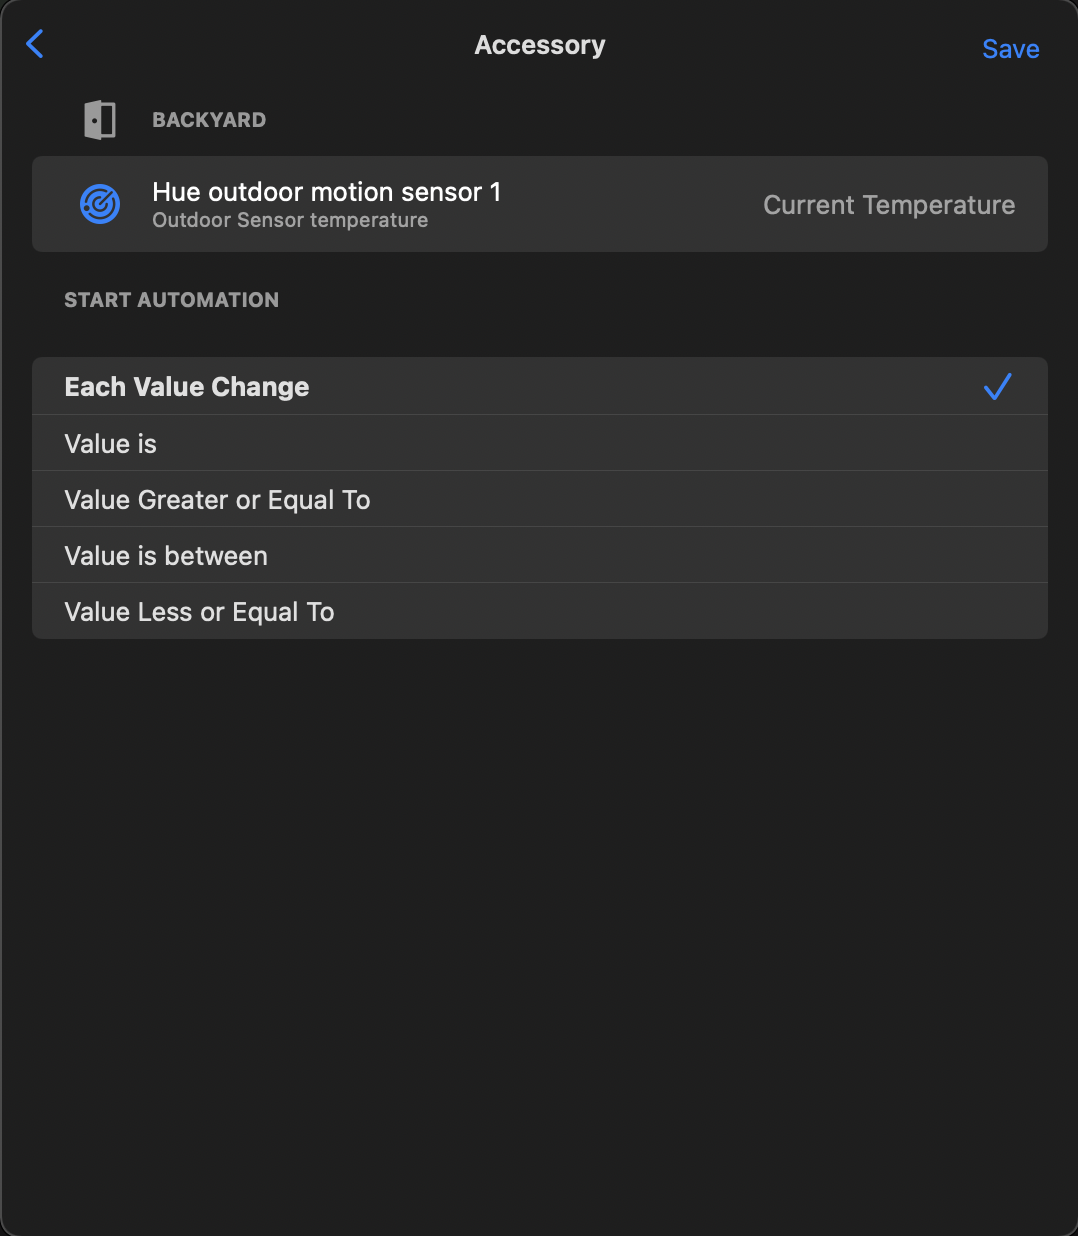 Accessory
Save
BACKYARD
Hue outdoor motion sensor 1
Outdoor Sensor temperature
Current Temperature
START AUTOMATION
Each Value Change
Value is
Value Greater or Equal To
Value is between
Value Less or Equal To